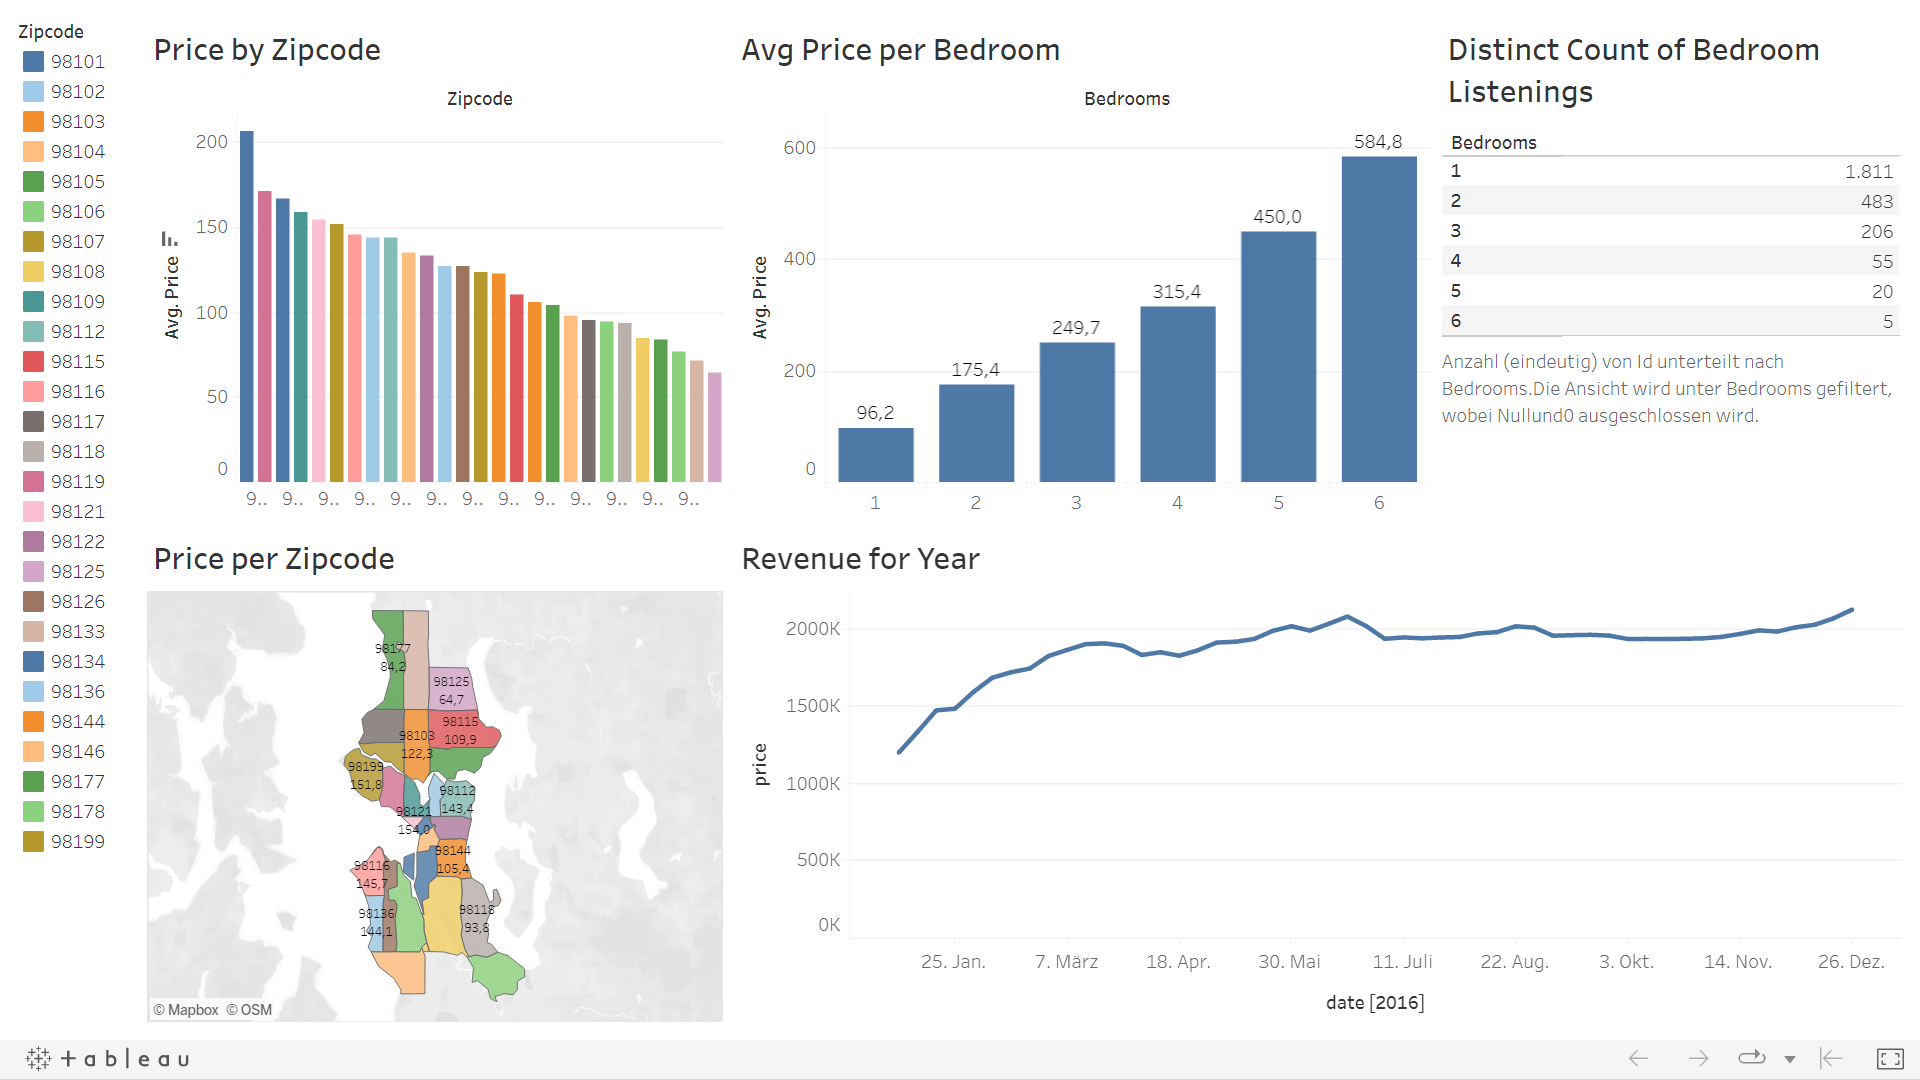 Zipcode
98101
98102
98103
98104
98105
98106
98107
98108
98109
98112
98115
98116
98117
98118
98119
98121
98122
98125
98126
98133
98134
98136
98144
98146
98177
98178
98199
Price by Zipcode
Zipcode
Avg. Price
200
150
100
50
0
9.. 9.. 9.. 9.. 9.. 9.. 9.. 9.. 9.. 9.. 9.. 9.. 9..
Avg Price per Bedroom
Bedrooms
Avg. Price
600
400
200
0
96,2
175,4
249,7
315,4
450,0
584,8
1 2 3 4 5 6
Distinct Count of Bedroom
Listenings
Bedrooms
1 1.811
2 483
3 206
4 55
5 20
6 5
Anzahl (eindeutig) von Id unterteilt nach
Bedrooms.Die Ansicht wird unter Bedrooms gefiltert,
wobei Nullund0 ausgeschlossen wird.
Price per Zipcode
98177
84,2
98125
64,7
98115
109,9
98103
122,3
98199
151,8
98112
143,4
98121
154,0
98144
105,4
98116
145,7
98136
144,1
98118
93,8
© Mapbox © OSM
Revenue for Year
price
2000K
1500K
1000K
500K
0K
25. Jan. 7. März 18. Apr. 30. Mai 11. Juli 22. Aug. 3. Okt. 14. Nov. 26. Dez.
date [2016]
+ a b l e a u